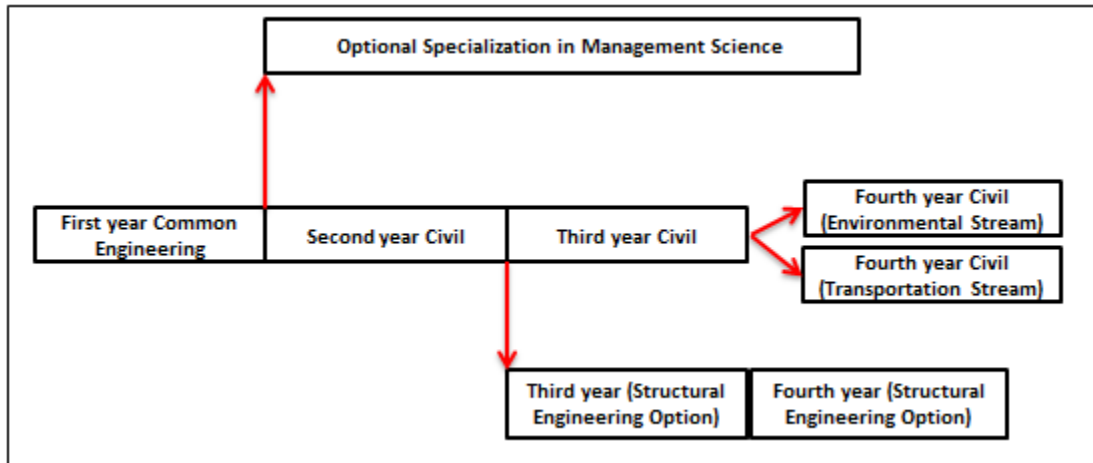 Optional Specialization in Management Science
First year Common
Engineering
Second year Civil
Third year Civil
Fourth year Civil
(Environmental Stream)
Fourth year Civil
(Transportation Stream)
Third year (Structural
Engineering Option)
Fourth year (Structural
Engineering Option)